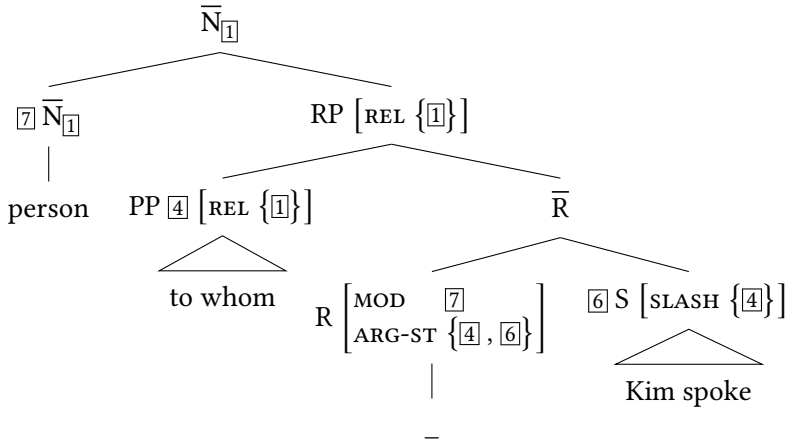 N̅[1]
[7] N̅[1] RP [REL {[1]}]
person PP [4] [REL {[1]}] R̅
to whom R [MOD [7] ARG-ST {[4] , [6]}] [6] S [SLASH {[4]}]
Kim spoke
–